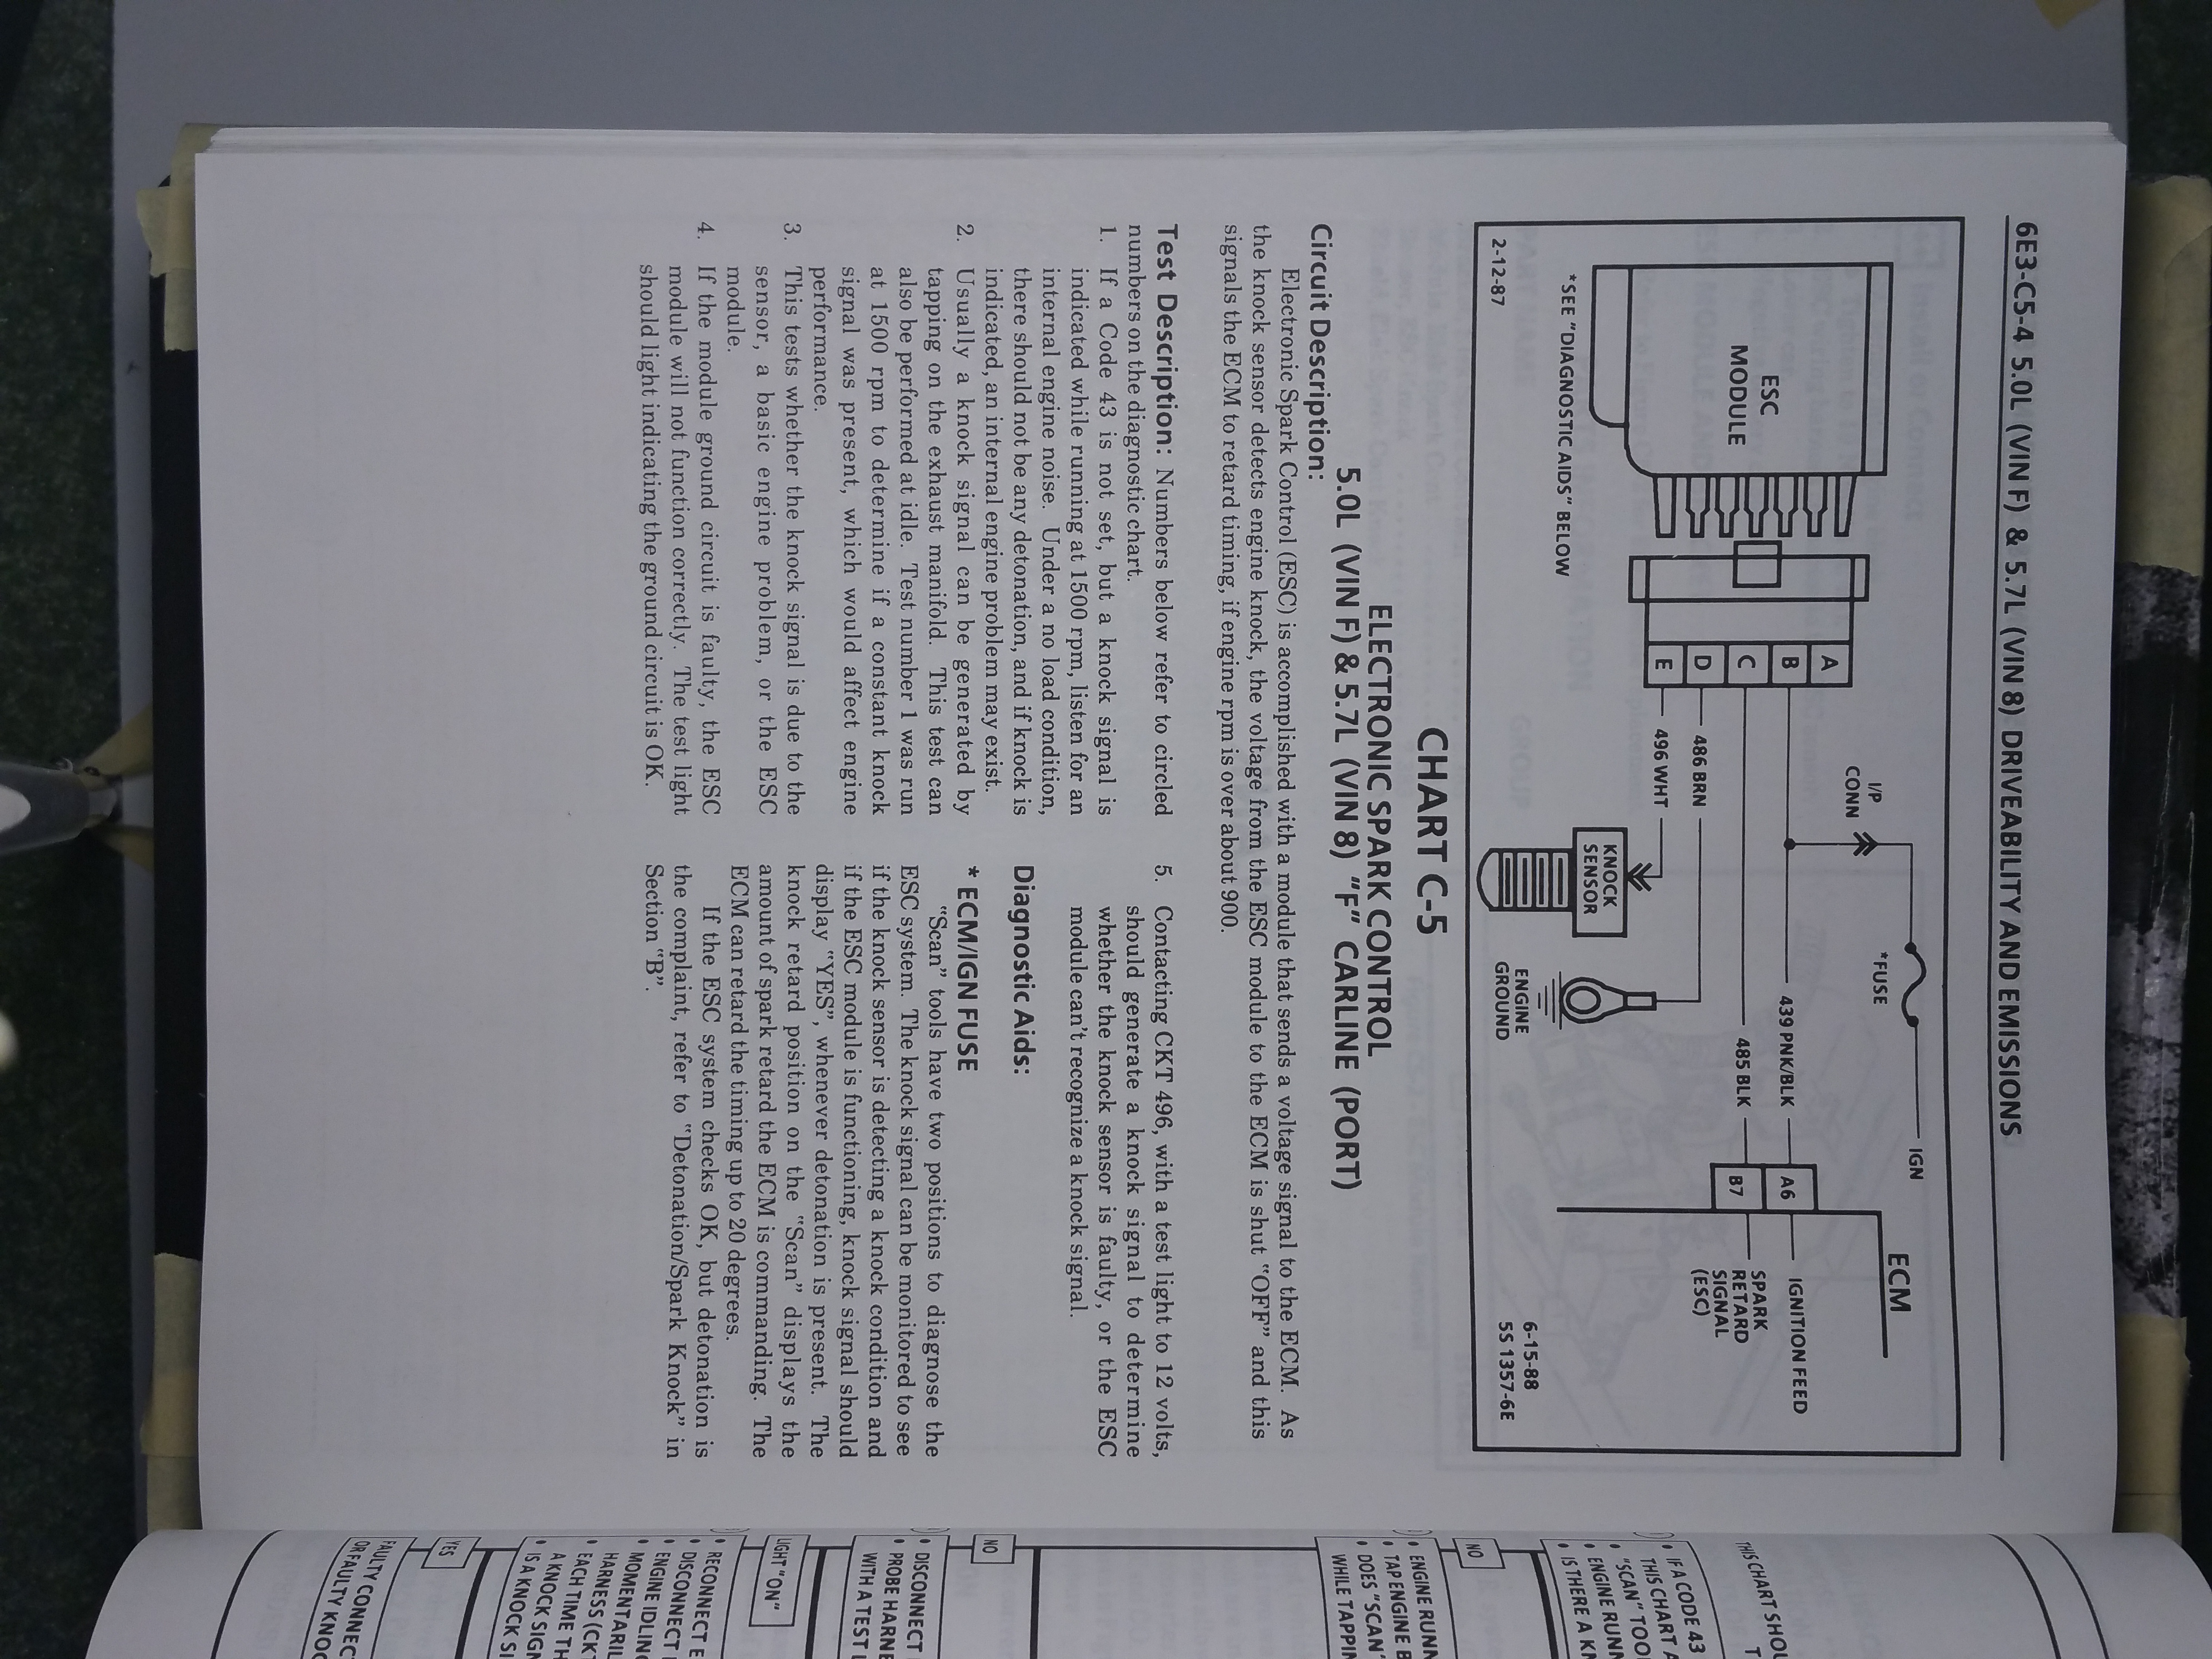 6E3-C5-4 5.0L (VIN F) & 5.7L (VIN 8) DRIVEABILITY AND EMISSIONS
ESC
MODULE
A
B
C
D
E
I/P
CONN
*FUSE
IGN
439 PNK/BLK
485 BLK
486 BRN
496 WHT
KNOCK
SENSOR
ENGINE
GROUND
A6
B7
ECM
IGNITION FEED
SPARK
RETARD
SIGNAL
(ESC)
*SEE "DIAGNOSTIC AIDS" BELOW
2-12-87
6-15-88
5S 1357-6E
CHART C-5
ELECTRONIC SPARK CONTROL
5.0L (VIN F) & 5.7L (VIN 8) "F" CARLINE (PORT)
Circuit Description:
Electronic Spark Control (ESC) is accomplished with a module that sends a voltage signal to the ECM. As
the knock sensor detects engine knock, the voltage from the ESC module to the ECM is shut "OFF" and this
signals the ECM to retard timing, if engine rpm is over about 900.
Test Description: Numbers below refer to circled
numbers on the diagnostic chart.
1. If a Code 43 is not set, but a knock signal is
indicated while running at 1500 rpm, listen for an
internal engine noise. Under a no load condition,
there should not be any detonation, and if knock is
indicated, an internal engine problem may exist.
2. Usually a knock signal can be generated by
tapping on the exhaust manifold. This test can
also be performed at idle. Test number 1 was run
at 1500 rpm to determine if a constant knock
signal was present, which would affect engine
performance.
3. This tests whether the knock signal is due to the
sensor, a basic engine problem, or the ESC
module.
4. If the module ground circuit is faulty, the ESC
module will not function correctly. The test light
should light indicating the ground circuit is OK.
5. Contacting CKT 496, with a test light to 12 volts,
should generate a knock signal to determine
whether the knock sensor is faulty, or the ESC
module can't recognize a knock signal.
Diagnostic Aids:
* ECM/IGN FUSE
"Scan" tools have two positions to diagnose the
ESC system. The knock signal can be monitored to see
if the knock sensor is detecting a knock condition and
if the ESC module is functioning, knock signal should
display "YES", whenever detonation is present. The
knock retard position on the "Scan" displays the
amount of spark retard the ECM is commanding. The
ECM can retard the timing up to 20 degrees.
If the ESC system checks OK, but detonation is
the complaint, refer to "Detonation/Spark Knock" in
Section "B".
THIS CHART SHOU
• IF A CODE 43
THIS CHART A
• "SCAN" TOO
• ENGINE RUNN
• IS THERE A KN
NO
• ENGINE RUNN
• TAP ENGINE B
• DOES "SCAN"
WHILE TAPPIN
NO
• DISCONNECT
• PROBE HARNE
WITH A TEST L
LIGHT "ON"
• RECONNECT E
• DISCONNECT
• ENGINE IDLIN
• MOMENTARIL
HARNESS (CKT
• EACH TIME TH
A KNOCK SIGN
• IS A KNOCK SI
YES
FAULTY CONNEC
OR FAULTY KNOC